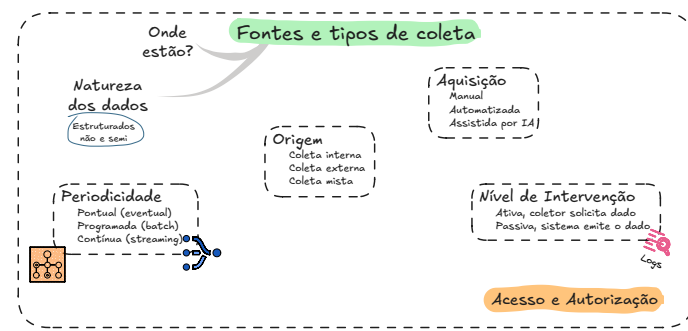 Fontes e tipos de coleta
Onde
estão?
Natureza
dos dados
Estruturados
não e semi
Aquisição
Manual
Automatizada
Assistida por IA
Origem
Coleta interna
Coleta externa
Coleta mista
Periodicidade
Pontual (eventual)
Programada (batch)
Contínua (streaming)
Nível de Intervenção
Ativa, coletor solicita dado
Passiva, sistema emite o dado
Logs
Acesso e Autorização